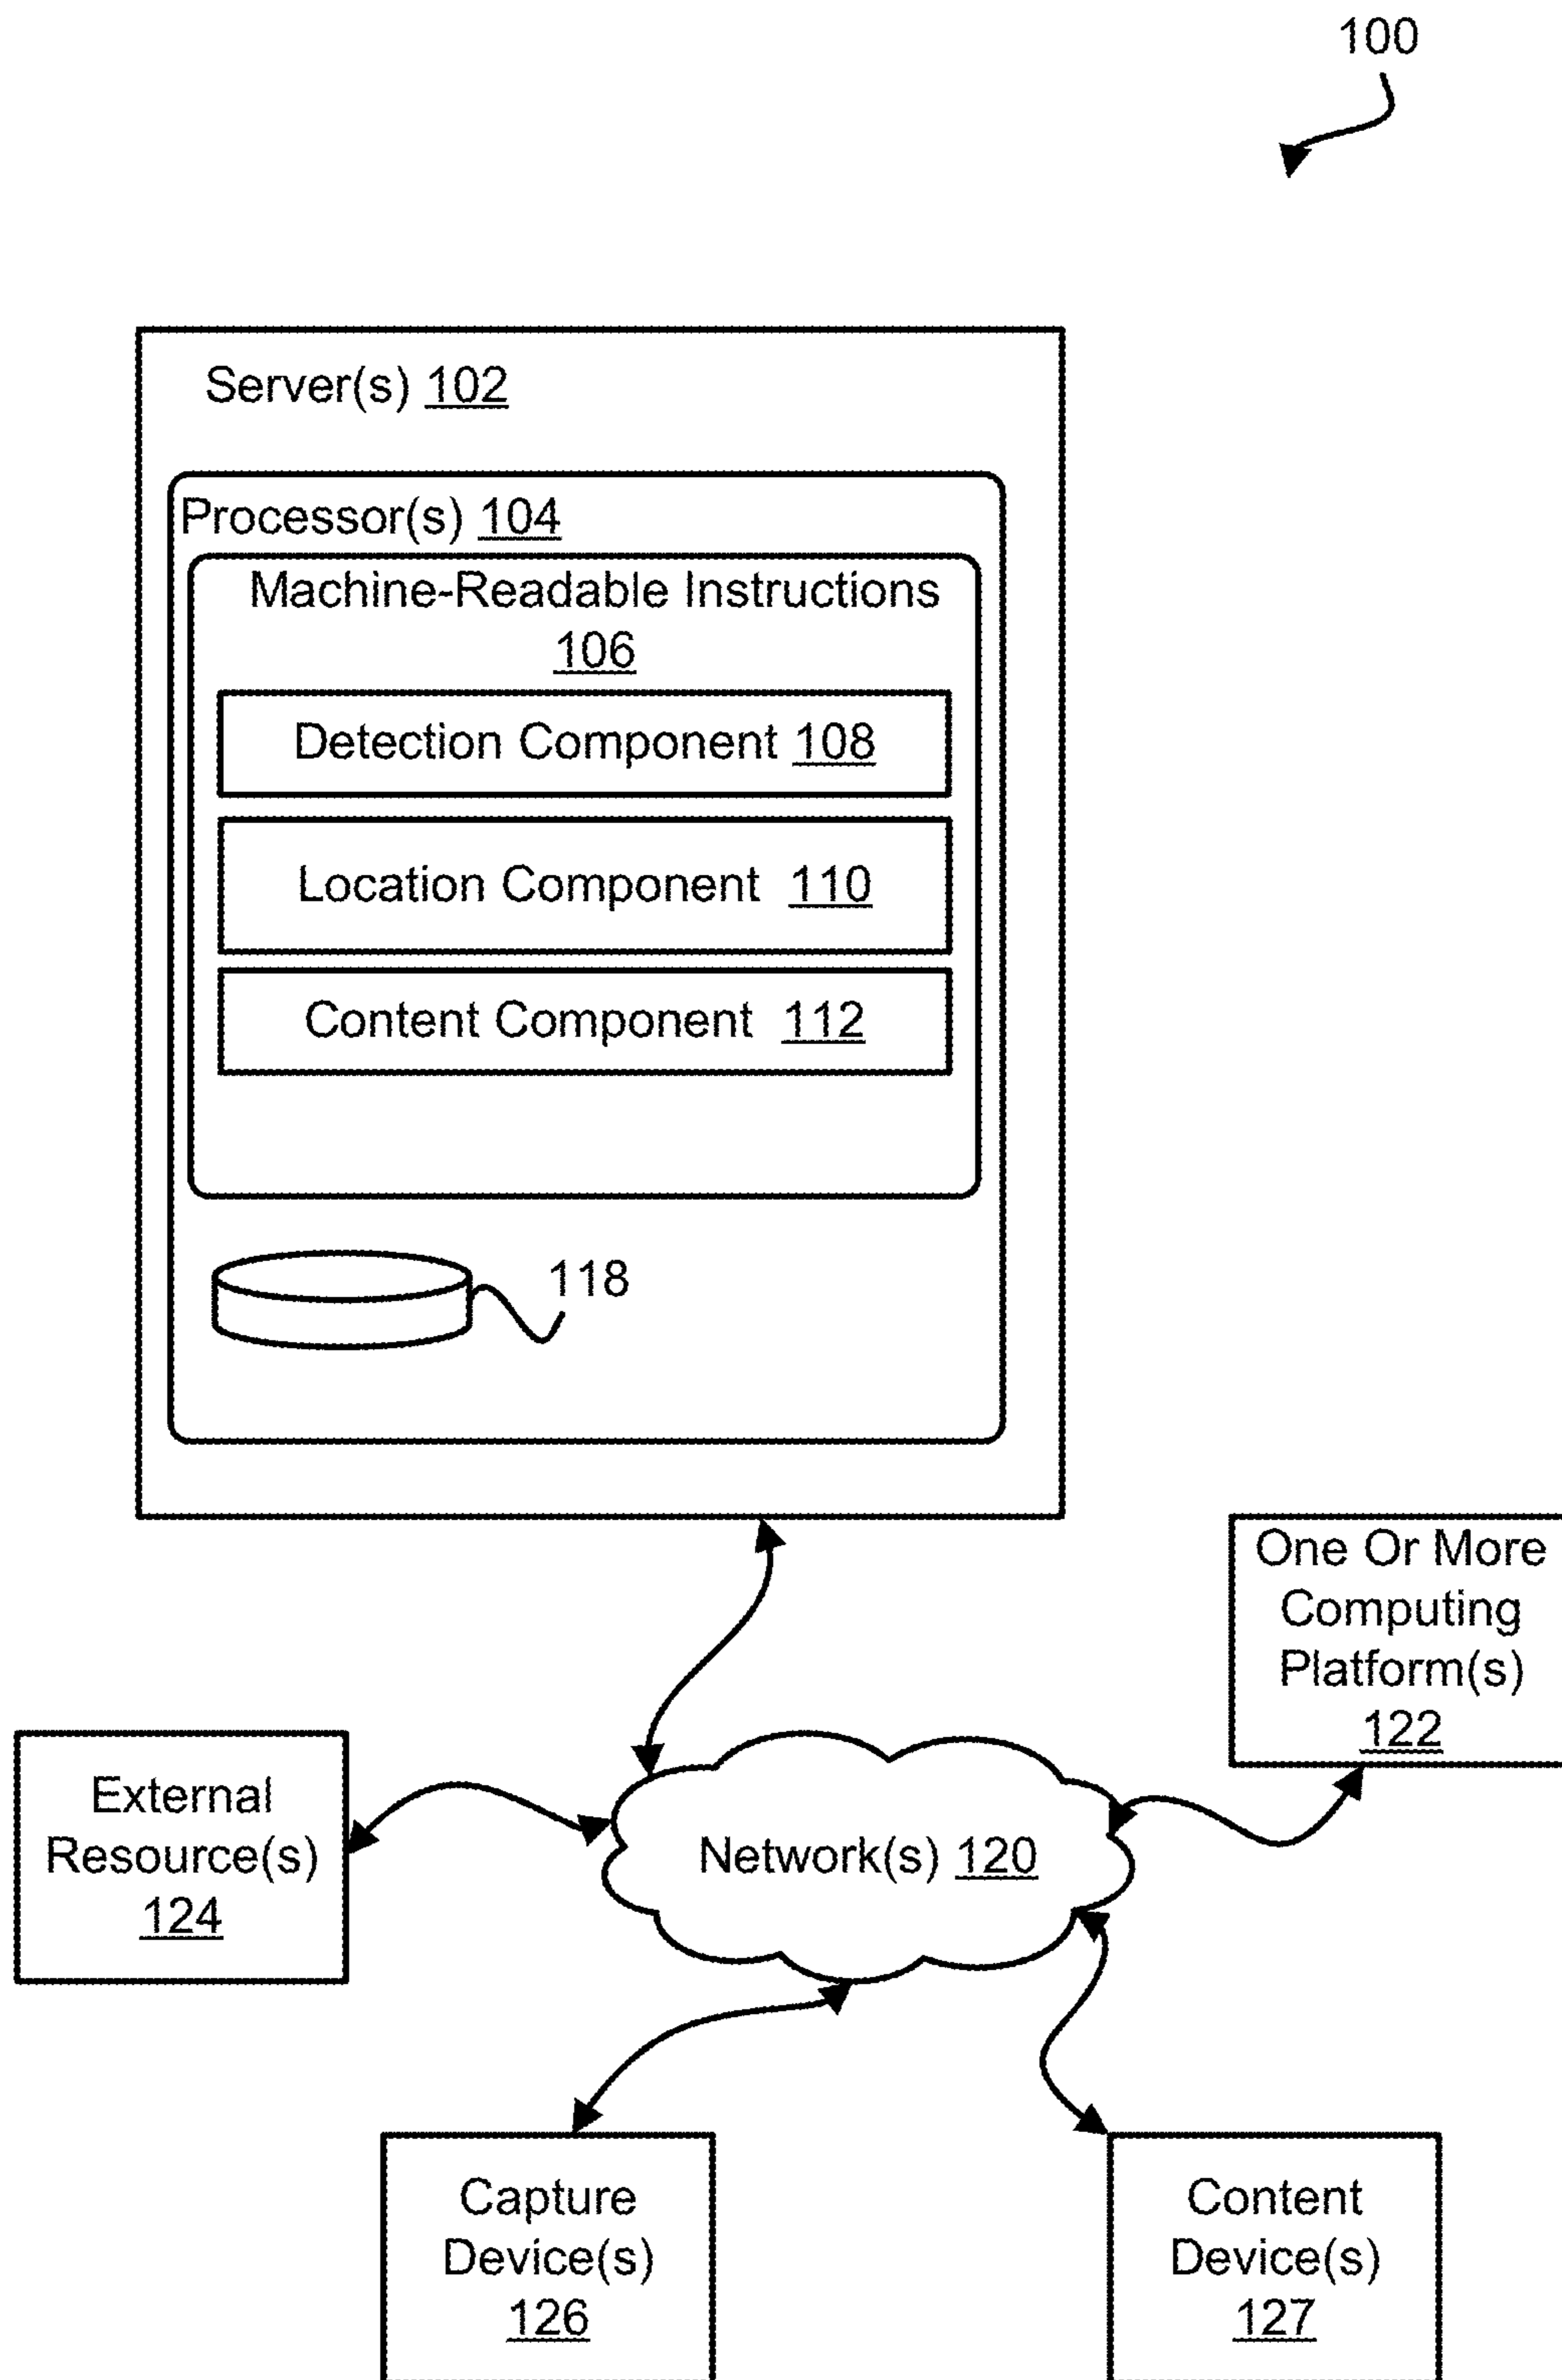 100
Server(s) 102
Processor(s) 104
Machine-Readable Instructions
106
Detection Component 108
Location Component 110
Content Component 112
118
One Or More
Computing
Platform(s)
122
External
Resource(s)
124
Network(s) 120
Capture
Device(s)
126
Content
Device(s)
127